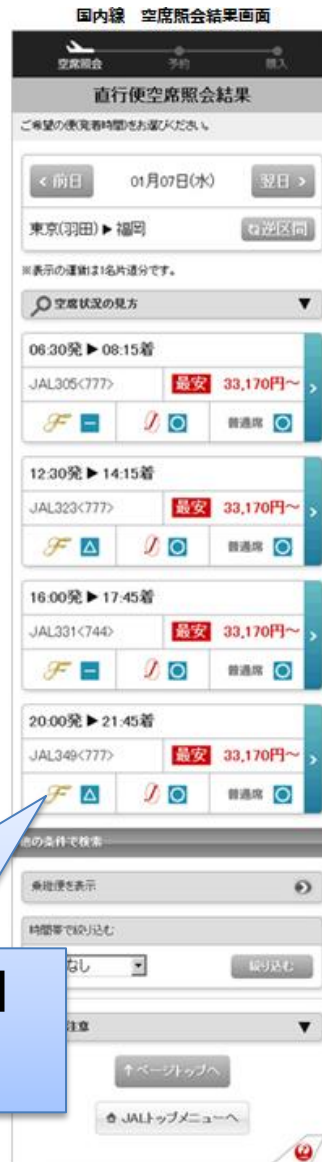 国内線 空席照会結果画面
空席照会 予約 購入
直行便空席照会結果
ご希望の便(発着時間)をお選びください。
< 前日 01月07日(水) 翌日 >
東京(羽田) ▶ 福岡 逆区間
※表示の運賃は1名片道分です。
空席状況の見方 ▼
06:30発 ▶ 08:15着
JAL305<777> 最安 33,170円~ >
F － J ○ 普通席 ○
12:30発 ▶ 14:15着
JAL323<777> 最安 33,170円~ >
F △ J ○ 普通席 ○
16:00発 ▶ 17:45着
JAL331<744> 最安 33,170円~ >
F － J ○ 普通席 ○
20:00発 ▶ 21:45着
JAL349<777> 最安 33,170円~ >
F △ J ○ 普通席 ○
の条件で検索
乗継便を表示
時間帯で絞り込む
なし 絞り込む
注意 ▼
↑ページトップへ
JALトップメニューへ